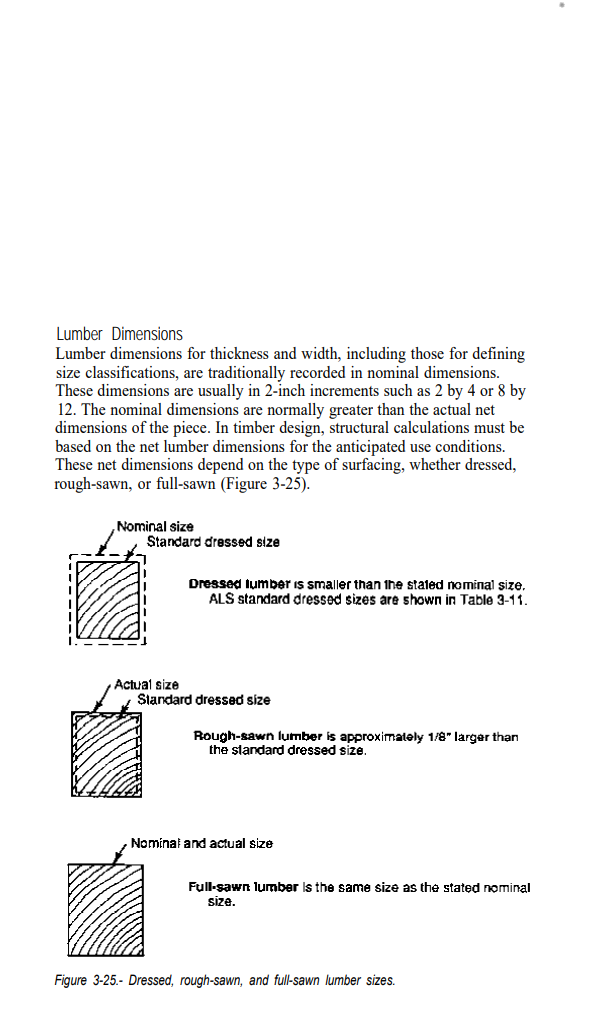 Lumber Dimensions
Lumber dimensions for thickness and width, including those for defining
size classifications, are traditionally recorded in nominal dimensions.
These dimensions are usually in 2-inch increments such as 2 by 4 or 8 by
12. The nominal dimensions are normally greater than the actual net
dimensions of the piece. In timber design, structural calculations must be
based on the net lumber dimensions for the anticipated use conditions.
These net dimensions depend on the type of surfacing, whether dressed,
rough-sawn, or full-sawn (Figure 3-25).
Nominal size
Standard dressed size
Dressed lumber is smaller than the stated nominal size.
ALS standard dressed sizes are shown in Table 3-11.
Actual size
Standard dressed size
Rough-sawn lumber is approximately 1/8" larger than
the standard dressed size.
Nominal and actual size
Full-sawn lumber is the same size as the stated nominal
size.
Figure 3-25.- Dressed, rough-sawn, and full-sawn lumber sizes.